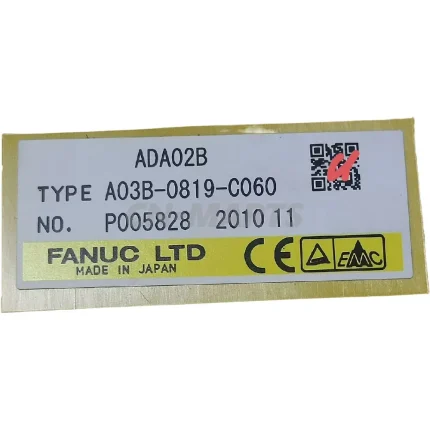 ADA02B
TYPE A03B-0819-C060
NO. P005828 2010 11
FANUC LTD
MADE IN JAPAN
CE
EMC